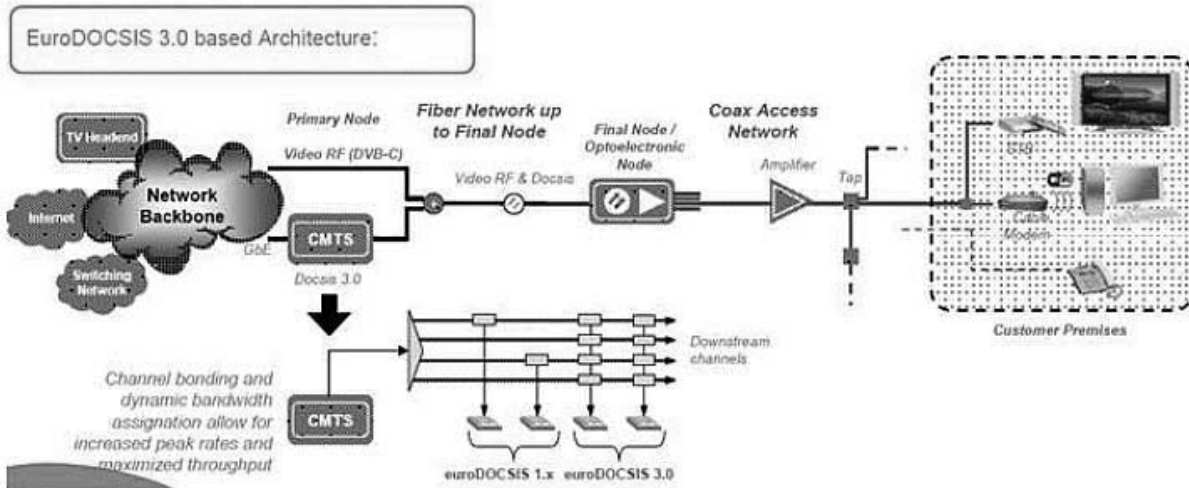 EuroDOCSIS 3.0 based Architecture:
TV Headend
Internet
Switching
Network
Network
Backbone
Primary Node
Video RF (DVB-C)
GbE
CMTS
Docsis 3.0
Fiber Network up
to Final Node
Video RF & Docsis
Final Node /
Optoelectronic
Node
Coax Access
Network
Amplifier
Tap
STB
Cable
Modem
Customer Premises
Channel bonding and
dynamic bandwidth
assignation allow for
increased peak rates and
maximized throughput
CMTS
Downstream
channels
euroDOCSIS 1.x
euroDOCSIS 3.0